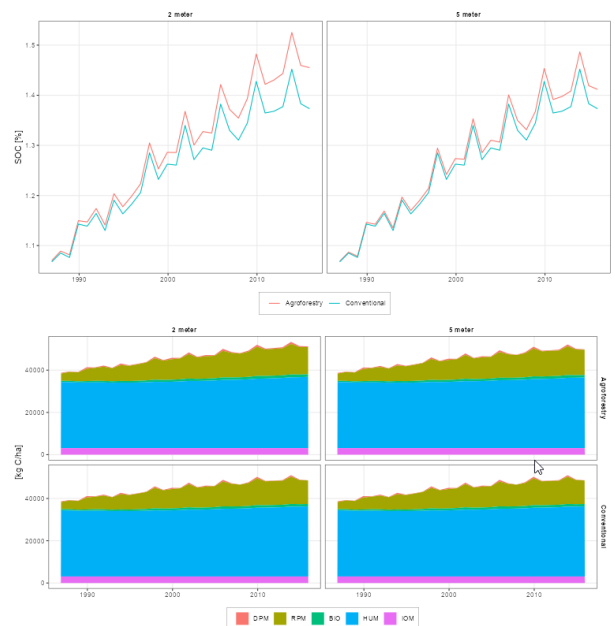 2 meter 5 meter
SOC [%]
1.5
1.4
1.3
1.2
1.1
1990 2000 2010 1990 2000 2010
Agroforestry Conventional
2 meter 5 meter
[kg C/ha]
40000
20000
0
Agroforestry
40000
20000
0
Conventional
1990 2000 2010 1990 2000 2010
DPM RPM BIO HUM IOM